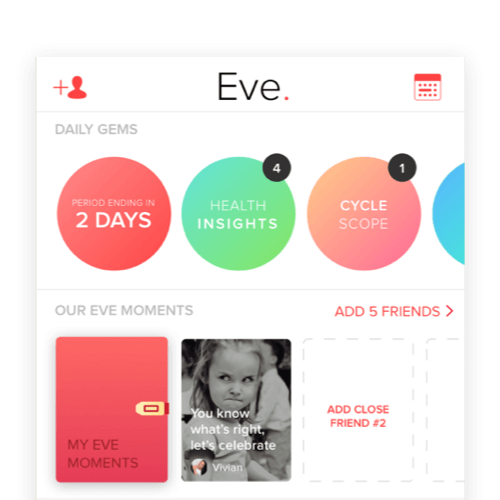 Eve.
DAILY GEMS
PERIOD ENDING IN
2 DAYS
4
HEALTH
INSIGHTS
1
CYCLE
SCOPE
OUR EVE MOMENTS
ADD 5 FRIENDS
MY EVE
MOMENTS
You know
what's right,
let's celebrate
Vivian
ADD CLOSE
FRIEND #2